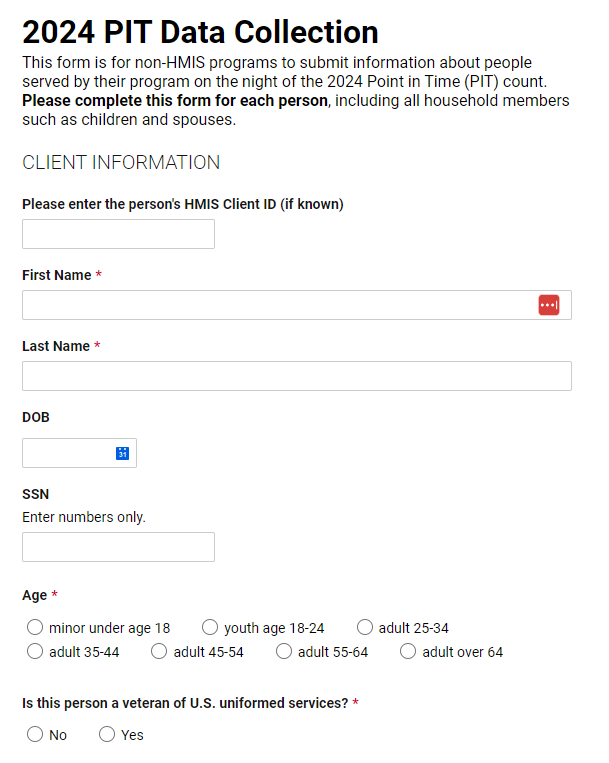 2024 PIT Data Collection
This form is for non-HMIS programs to submit information about people
served by their program on the night of the 2024 Point in Time (PIT) count.
Please complete this form for each person, including all household members
such as children and spouses.
CLIENT INFORMATION
Please enter the person's HMIS Client ID (if known)
First Name *
Last Name *
DOB
31
SSN
Enter numbers only.
Age *
minor under age 18 youth age 18-24 adult 25-34
adult 35-44 adult 45-54 adult 55-64 adult over 64
Is this person a veteran of U.S. uniformed services? *
No Yes